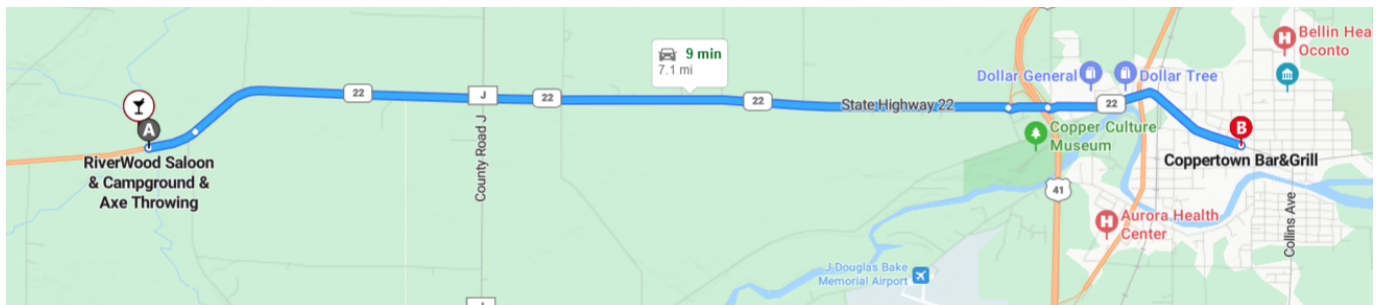 Bellin Hea
Oconto
9 min
7.1 mi
Dollar General
Dollar Tree
22
J
22
22
State Highway 22
22
A
Copper Culture
Museum
B
RiverWood Saloon
& Campground &
Axe Throwing
County Road J
Coppertown Bar&Grill
41
Aurora Health
Center
Collins Ave
J Douglas Bake
Memorial Airport
H
H
J